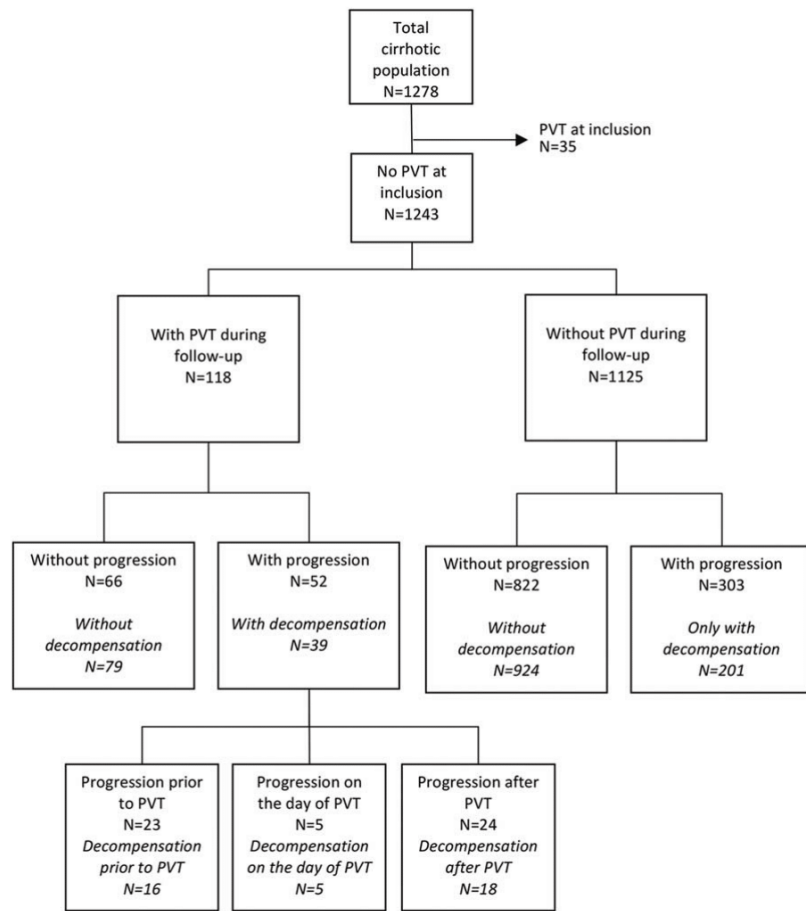 Total
cirrhotic
population
N=1278
PVT at inclusion
N=35
No PVT at
inclusion
N=1243
With PVT during
follow-up
N=118
Without PVT during
follow-up
N=1125
Without progression
N=66
Without
decompensation
N=79
With progression
N=52
With decompensation
N=39
Without progression
N=822
Without
decompensation
N=924
With progression
N=303
Only with
decompensation
N=201
Progression prior
to PVT
N=23
Decompensation
prior to PVT
N=16
Progression on
the day of PVT
N=5
Decompensation
on the day of PVT
N=5
Progression after
PVT
N=24
Decompensation
after PVT
N=18